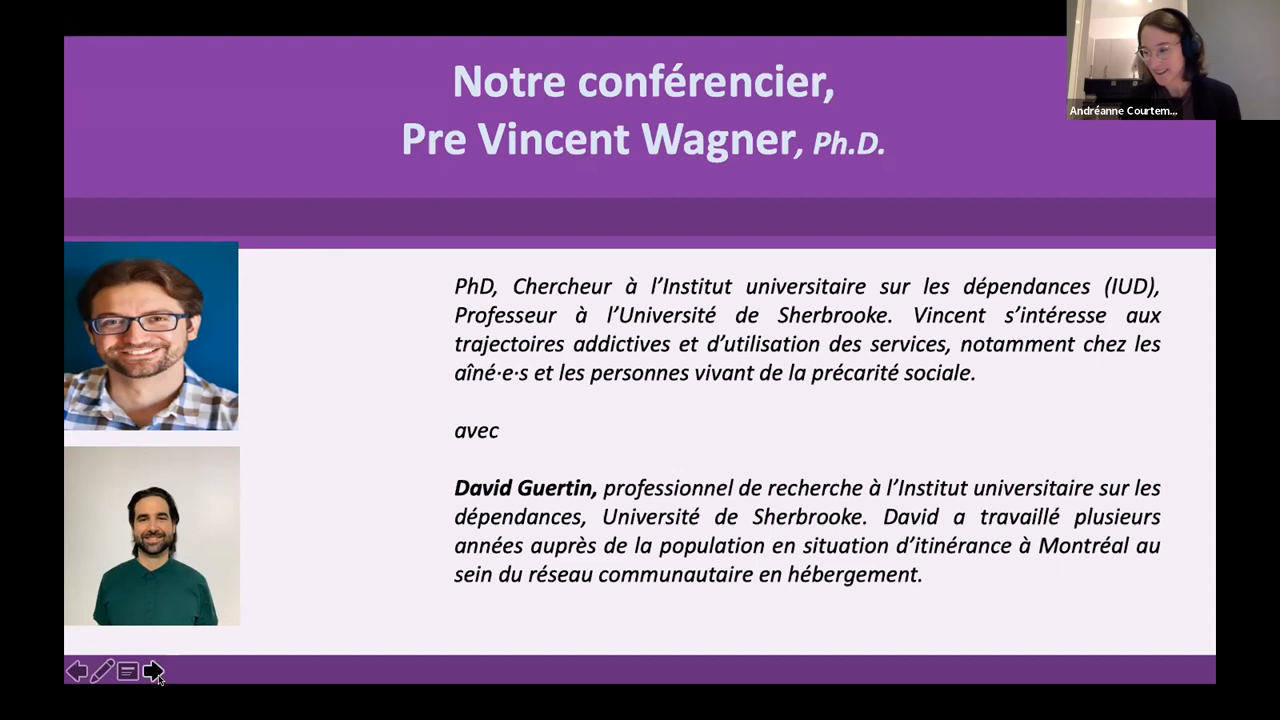 Notre conférencier,
Pre Vincent Wagner, Ph.D.
Andréanne Courtem...
PhD, Chercheur à l’Institut universitaire sur les dépendances (IUD),
Professeur à l’Université de Sherbrooke. Vincent s’intéresse aux
trajectoires addictives et d’utilisation des services, notamment chez les
aîné·e·s et les personnes vivant de la précarité sociale.
avec
David Guertin, professionnel de recherche à l’Institut universitaire sur les
dépendances, Université de Sherbrooke. David a travaillé plusieurs
années auprès de la population en situation d’itinérance à Montréal au
sein du réseau communautaire en hébergement.